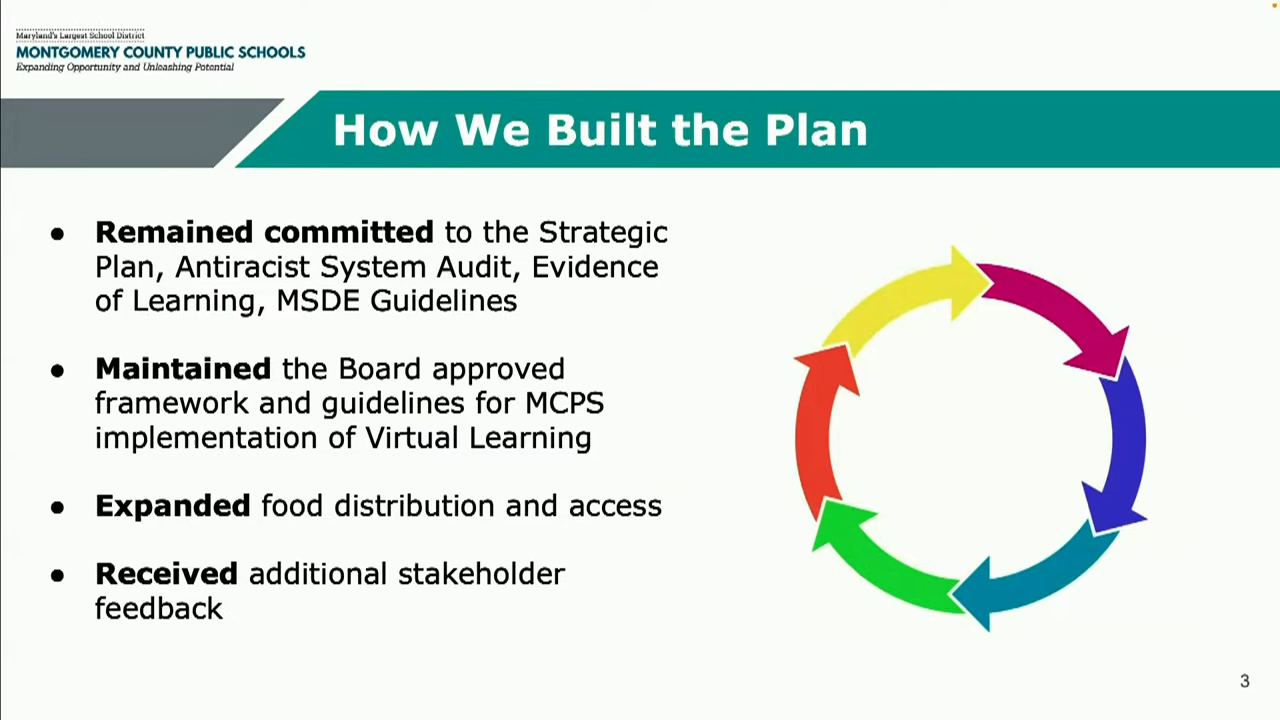 Maryland's Largest School District
MONTGOMERY COUNTY PUBLIC SCHOOLS
Expanding Opportunity and Unleashing Potential
How We Built the Plan
● Remained committed to the Strategic
Plan, Antiracist System Audit, Evidence
of Learning, MSDE Guidelines
● Maintained the Board approved
framework and guidelines for MCPS
implementation of Virtual Learning
● Expanded food distribution and access
● Received additional stakeholder
feedback
3